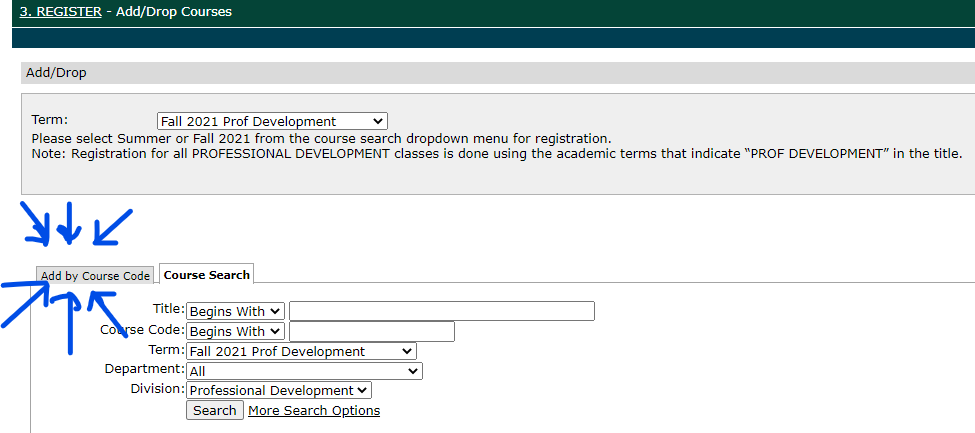 3. REGISTER - Add/Drop Courses
Add/Drop
Term: Fall 2021 Prof Development
Please select Summer or Fall 2021 from the course search dropdown menu for registration.
Note: Registration for all PROFESSIONAL DEVELOPMENT classes is done using the academic terms that indicate “PROF DEVELOPMENT” in the title.
Add by Course Code Course Search
Title: Begins With
Course Code: Begins With
Term: Fall 2021 Prof Development
Department: All
Division: Professional Development
Search More Search Options